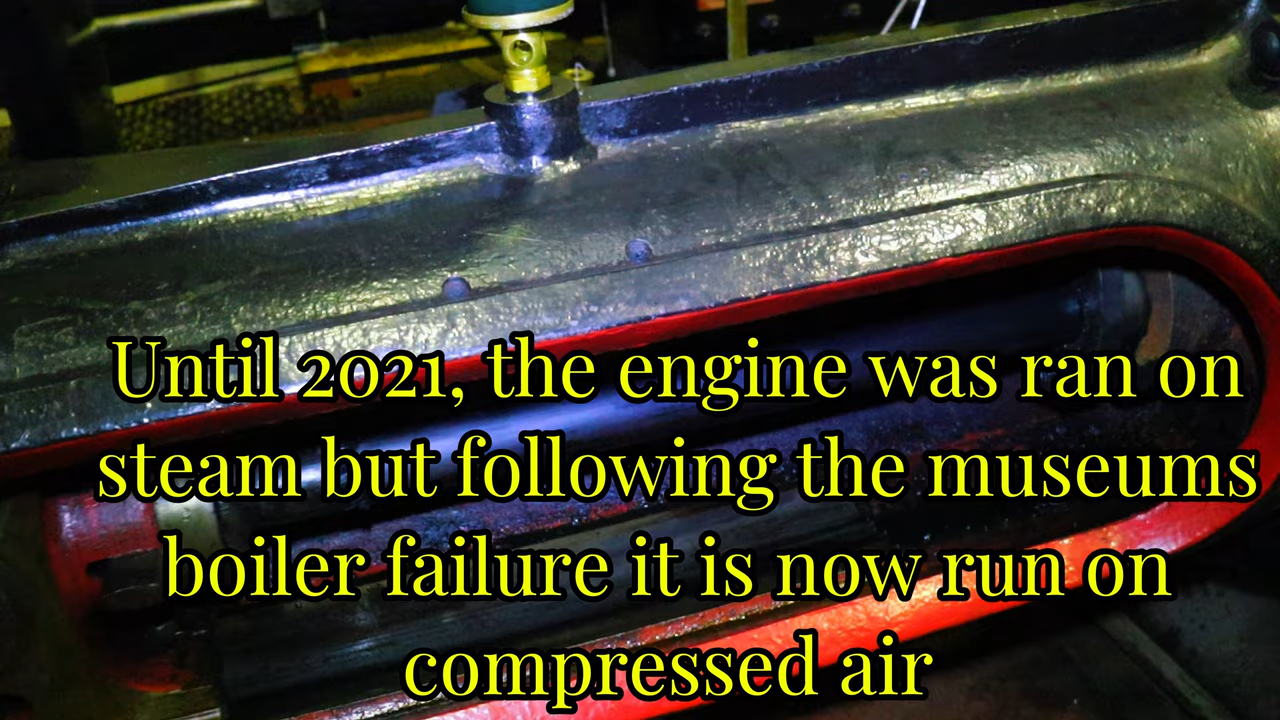 Until 2021, the engine was ran on
steam but following the museums
boiler failure it is now run on
compressed air